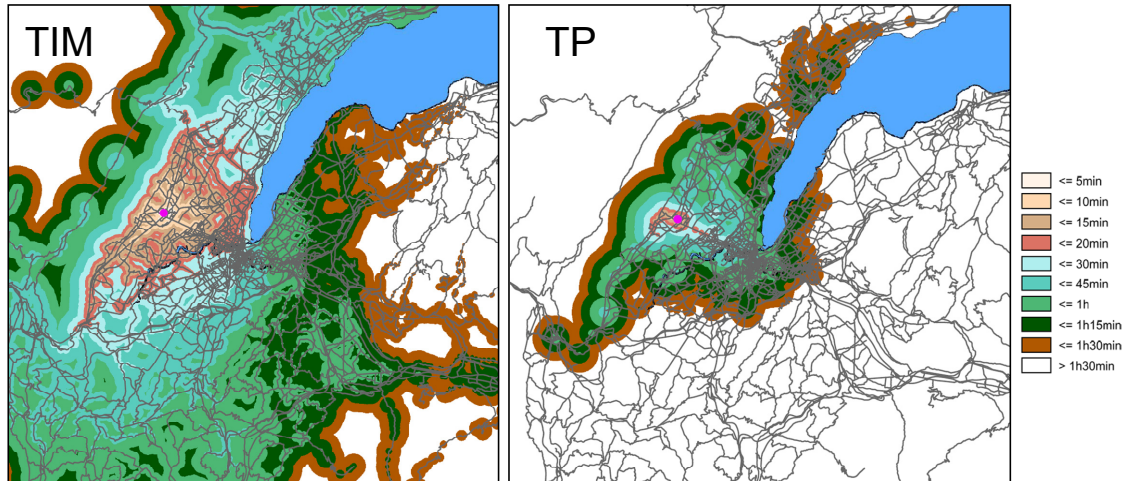 TIM
TP
<= 5min
<= 10min
<= 15min
<= 20min
<= 30min
<= 45min
<= 1h
<= 1h15min
<= 1h30min
> 1h30min